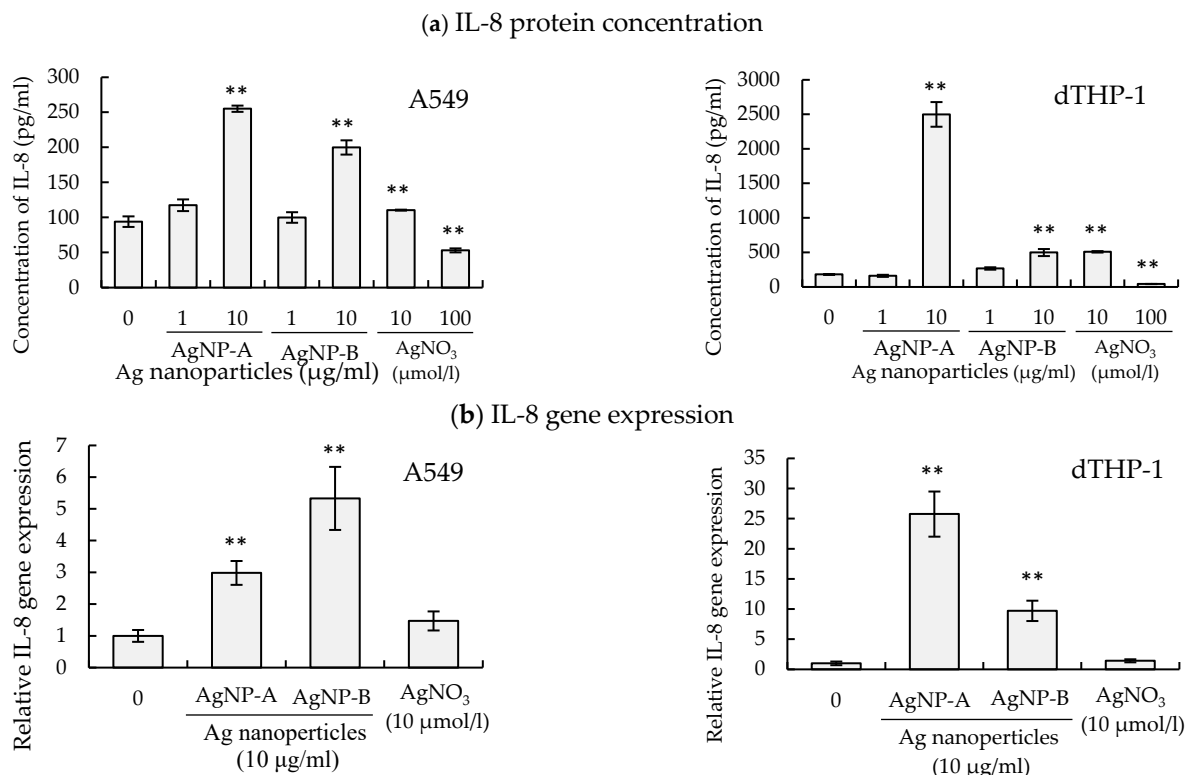 (a) IL-8 protein concentration
Concentration of IL-8 (pg/ml)
300
250
200
150
100
50
0
A549
**
**
**
**
0 1 10 1 10 10 100
AgNP-A AgNP-B AgNO₃
Ag nanoparticles (µg/ml) (µmol/l)
Concentration of IL-8 (pg/ml)
3000
2500
2000
1500
1000
500
0
dTHP-1
**
**
**
**
0 1 10 1 10 10 100
AgNP-A AgNP-B AgNO₃
Ag nanoparticles (µg/ml) (µmol/l)
(b) IL-8 gene expression
Relative IL-8 gene expression
7
6
5
4
3
2
1
0
A549
**
**
0 AgNP-A AgNP-B AgNO₃
Ag nanoperticles (10 µmol/l)
(10 µg/ml)
Relative IL-8 gene expression
35
30
25
20
15
10
5
0
dTHP-1
**
**
0 AgNP-A AgNP-B AgNO₃
Ag nanoperticles (10 µmol/l)
(10 µg/ml)